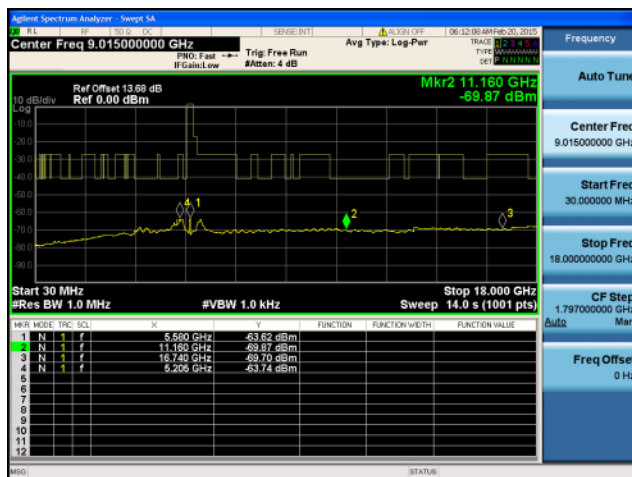 Agilent Spectrum Analyzer - Swept SA
RL RF 50 Ω DC SENSE:INT ALIGN OFF 06:12:08 AM Feb 20, 2015
Center Freq 9.015000000 GHz
PNO: Fast
IFGain:Low
Trig: Free Run
#Atten: 4 dB
Avg Type: Log-Pwr
TRACE 1 2 3 4 5 6
TYPE
DET P N N N N N
Mkr2 11.160 GHz
-69.87 dBm
Ref Offset 13.68 dB
Ref 0.00 dBm
10 dB/div
Log
-10.0
-20.0
-30.0
-40.0
-50.0
-60.0
-70.0
-80.0
-90.0
4 1
2
3
Start 30 MHz Stop 18.000 GHz
#Res BW 1.0 MHz #VBW 1.0 kHz Sweep 14.0 s (1001 pts)
MKR MODE TRC SCL X Y FUNCTION FUNCTION WIDTH FUNCTION VALUE
1 N 1 f 5.580 GHz -63.62 dBm
2 N 1 f 11.160 GHz -69.87 dBm
3 N 1 f 16.740 GHz -69.70 dBm
4 N 1 f 5.205 GHz -63.74 dBm
5
6
7
8
9
10
11
12
MSG STATUS
Frequency
Auto Tune
Center Freq
9.015000000 GHz
Start Freq
30.000000 MHz
Stop Freq
18.000000000 GHz
CF Step
1.797000000 GHz
Auto Man
Freq Offset
0 Hz